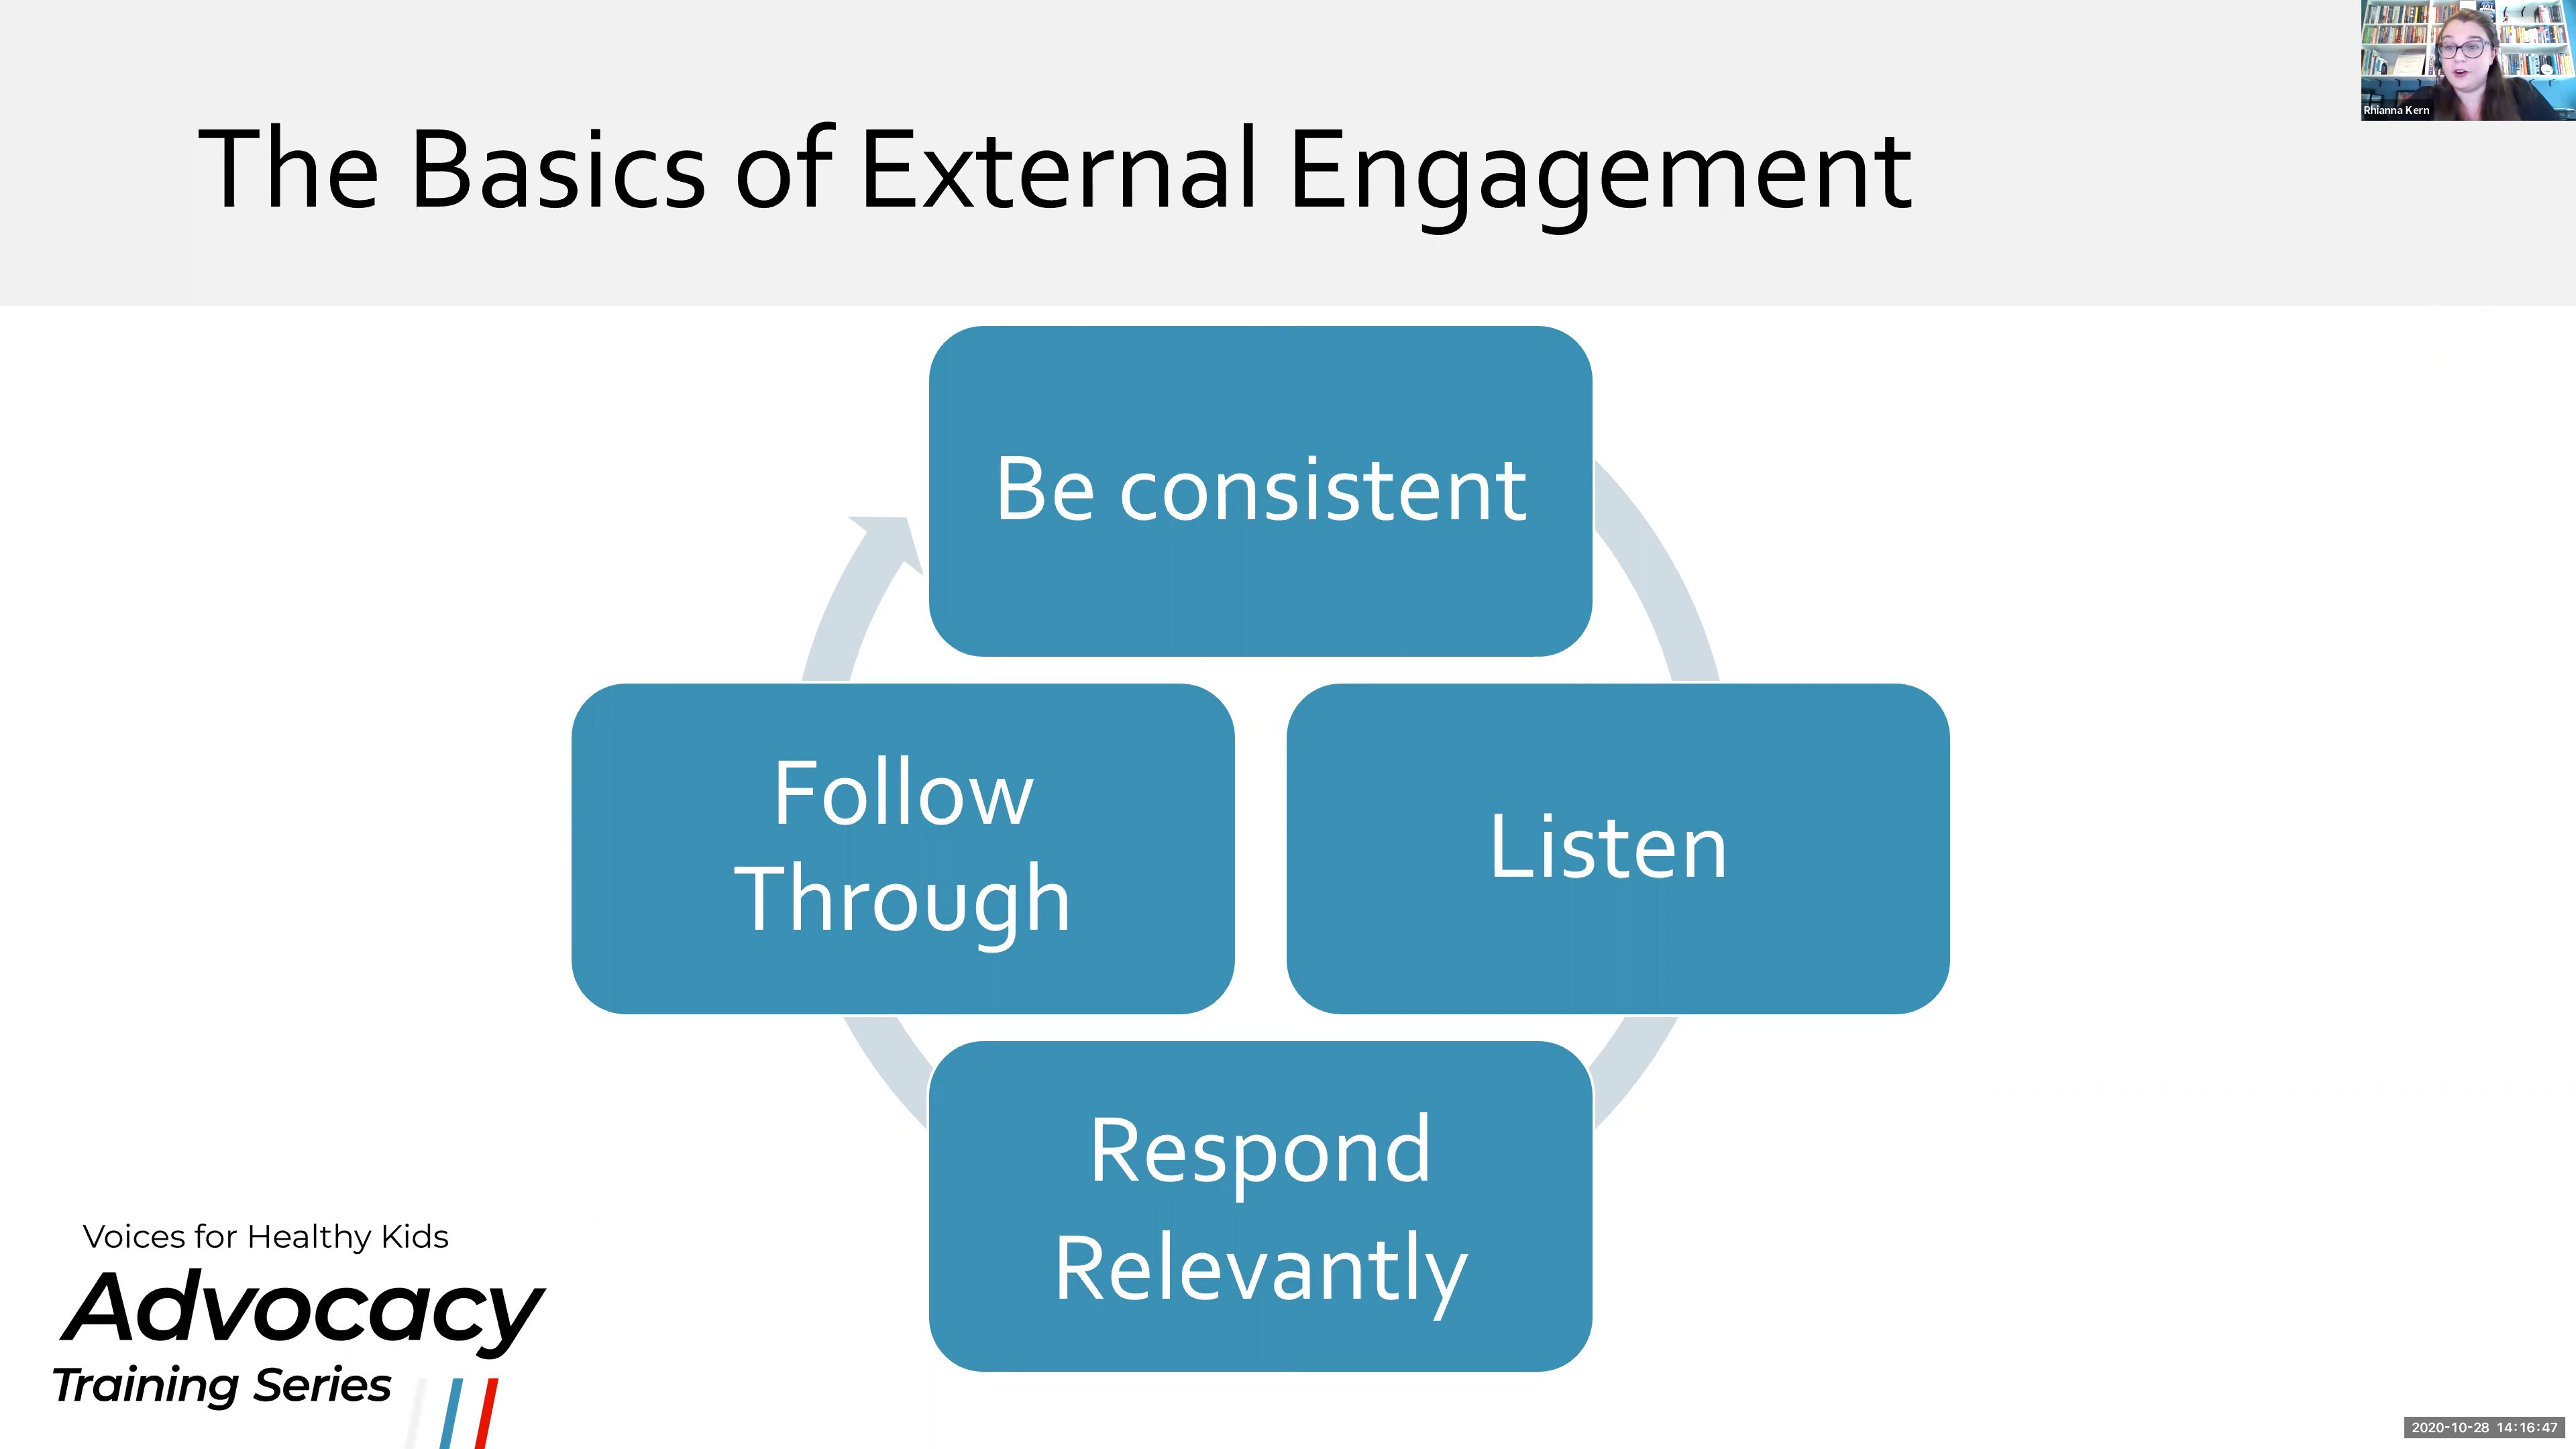 Rhianna Kern
The Basics of External Engagement
Be consistent
Follow
Through
Listen
Respond
Relevantly
Voices for Healthy Kids
Advocacy
Training Series
2020-10-28 14:16:47